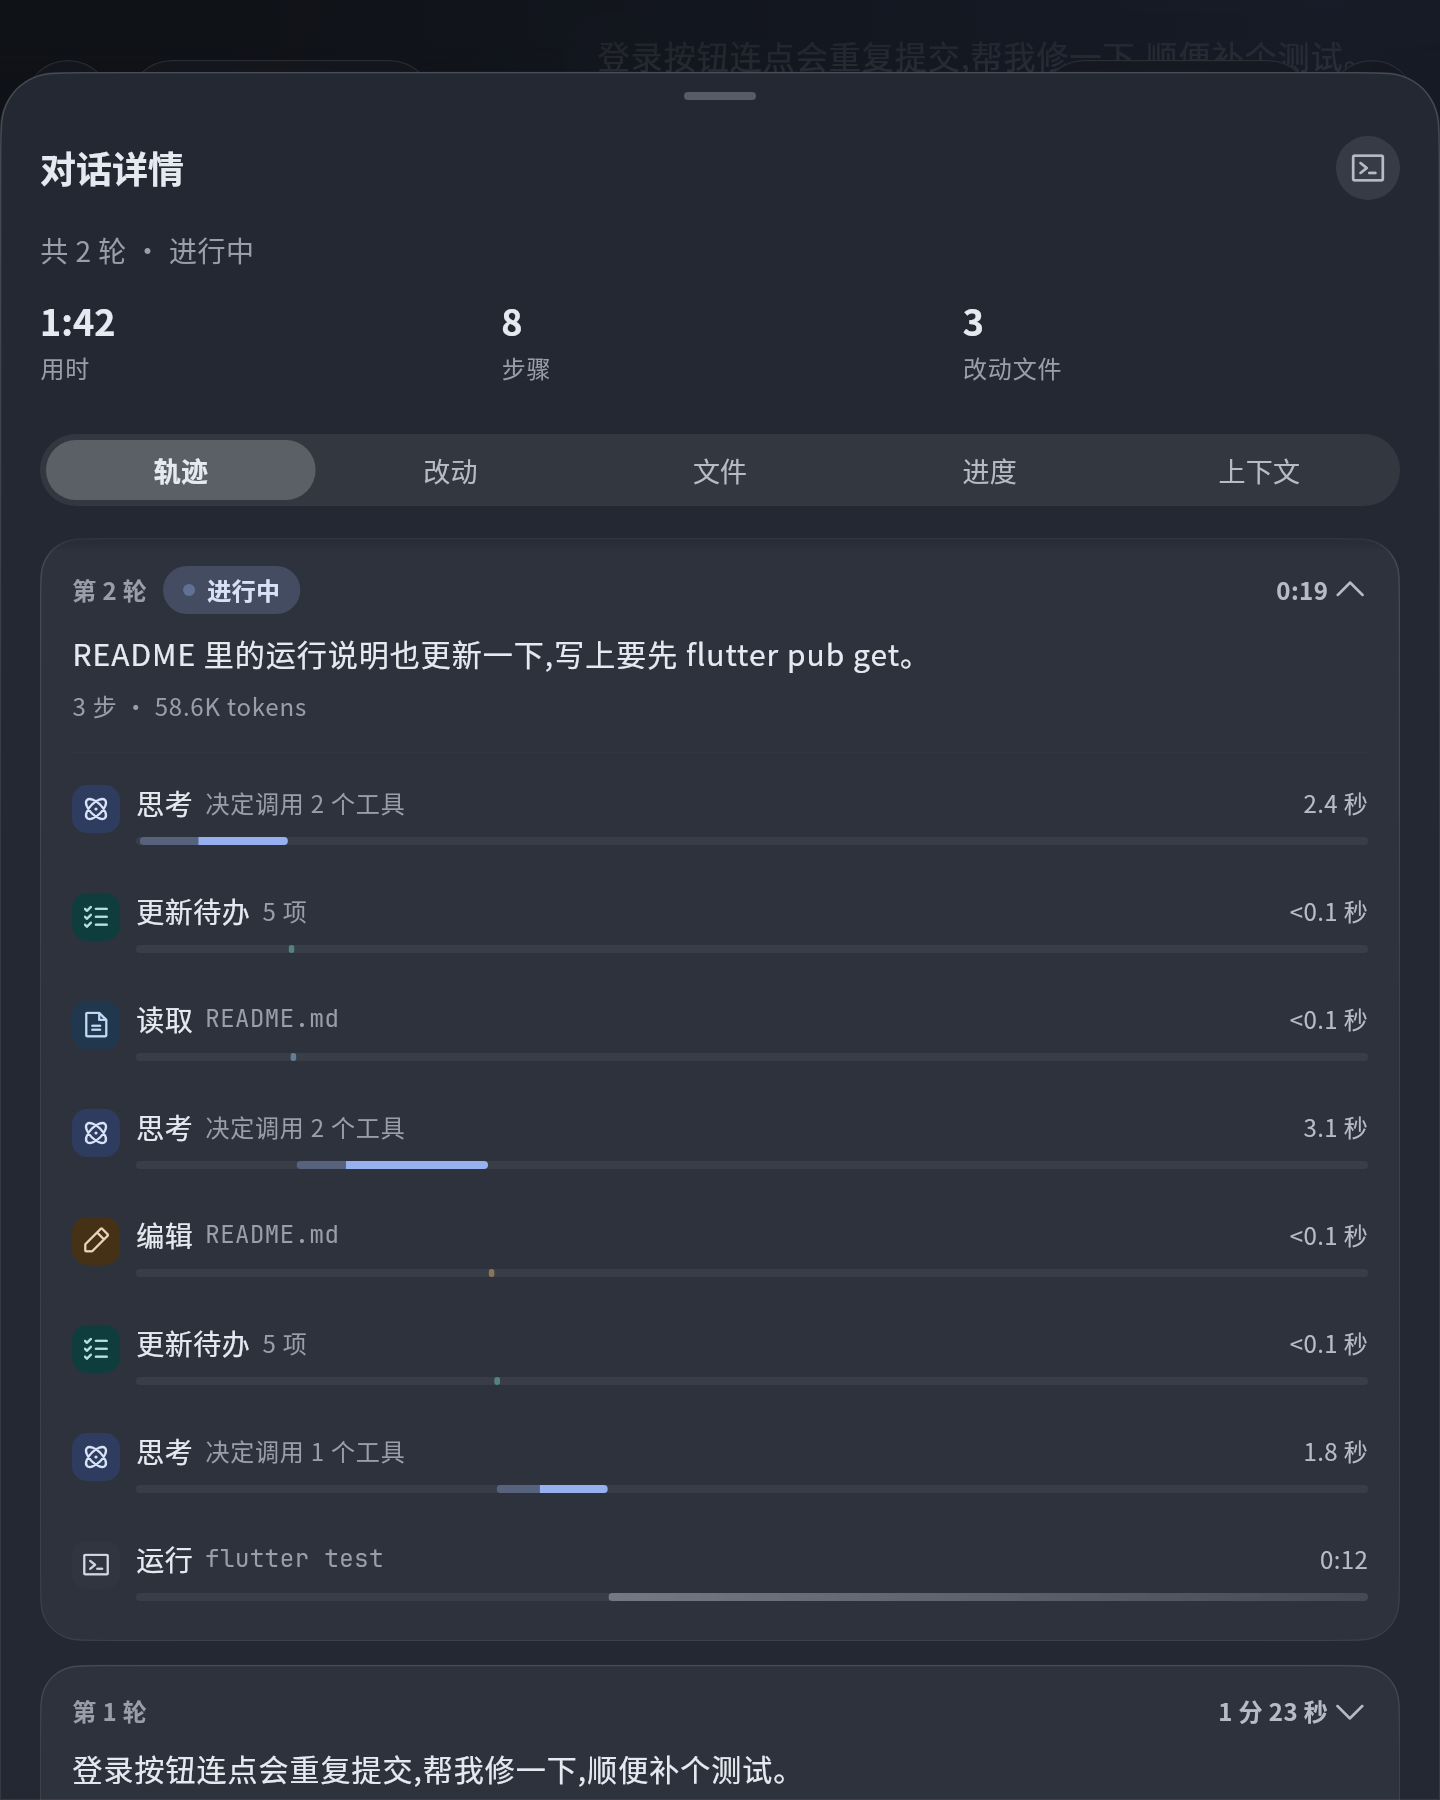 登录按钮连点会重复提交,帮我修一下,顺便补个测试。
对话详情
共 2 轮 · 进行中
1:42
用时
8
步骤
3
改动文件
轨迹
改动
文件
进度
上下文
第 2 轮 进行中 0:19
README 里的运行说明也更新一下,写上要先 flutter pub get。
3 步 · 58.6K tokens
思考 决定调用 2 个工具 2.4 秒
更新待办 5 项 <0.1 秒
读取 README.md <0.1 秒
思考 决定调用 2 个工具 3.1 秒
编辑 README.md <0.1 秒
更新待办 5 项 <0.1 秒
思考 决定调用 1 个工具 1.8 秒
运行 flutter test 0:12
第 1 轮 1 分 23 秒
登录按钮连点会重复提交,帮我修一下,顺便补个测试。